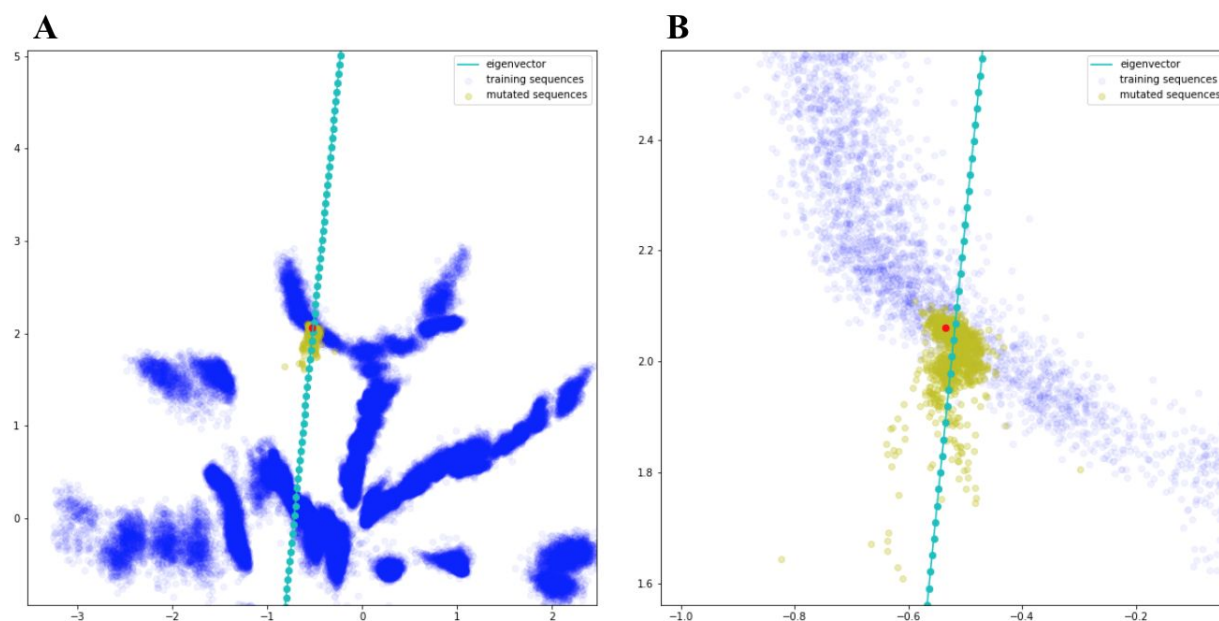 A
B
eigenvector
training sequences
mutated sequences
5
4
3
2
1
0
−3
−2
−1
0
1
2
eigenvector
training sequences
mutated sequences
2.4
2.2
2.0
1.8
1.6
−1.0
−0.8
−0.6
−0.4
−0.2